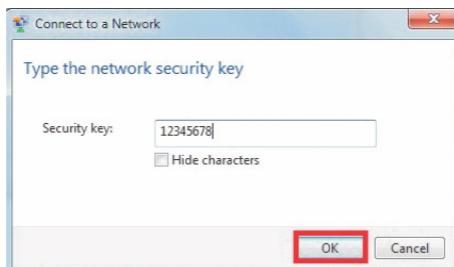 Connect to a Network
Type the network security key
Security key: 12345678
Hide characters
OK Cancel